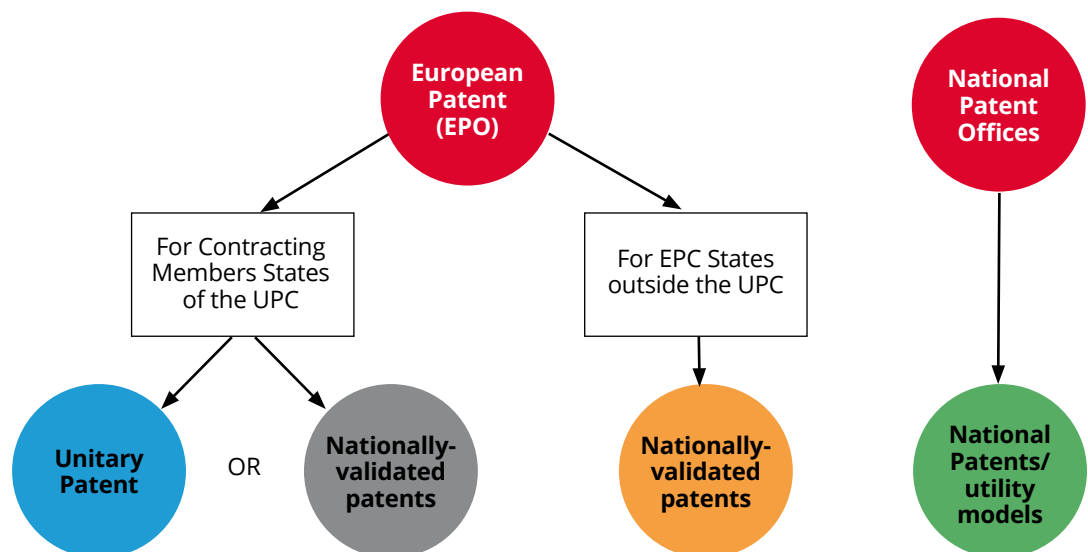 European
Patent
(EPO)
National
Patent
Offices
For Contracting
Members States
of the UPC
For EPC States
outside the UPC
Unitary
Patent
OR
Nationally-
validated
patents
Nationally-
validated
patents
National
Patents/
utility
models